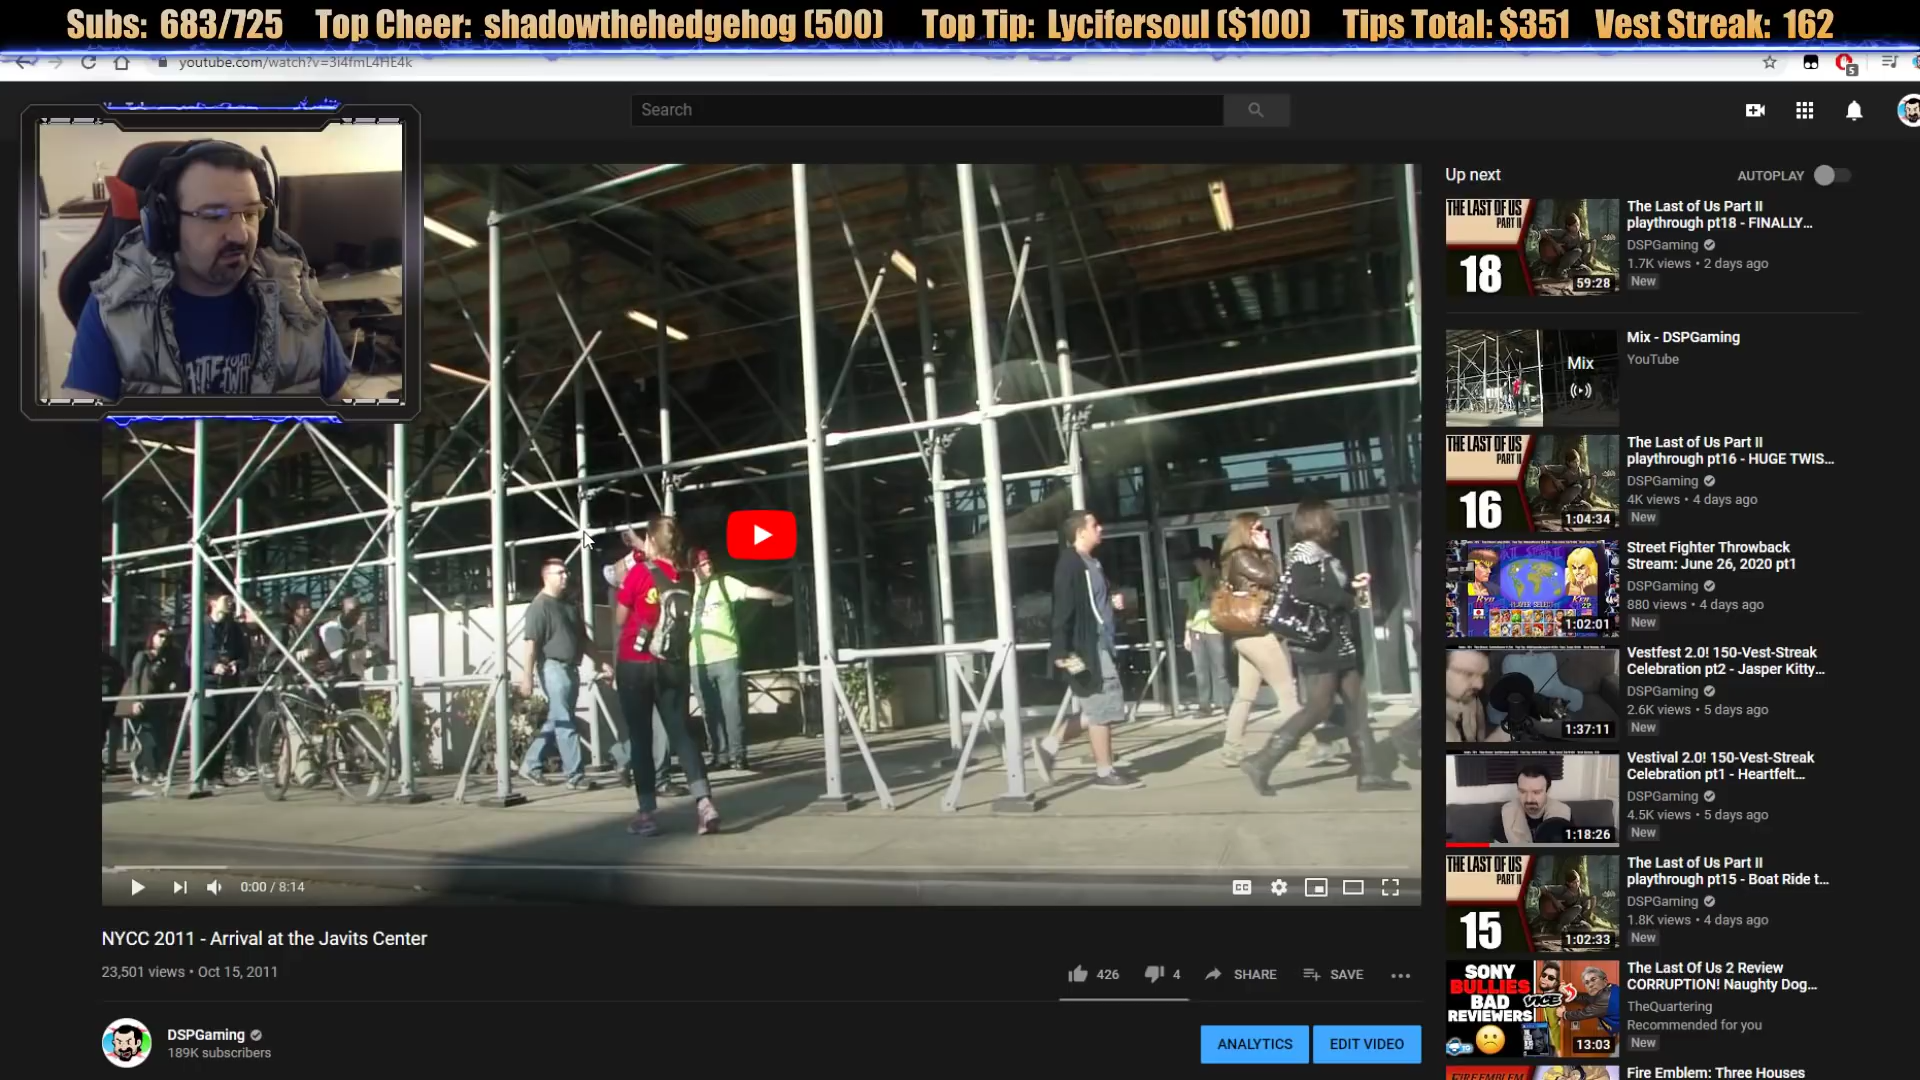 Subs: 683/725 Top Cheer: shadowthehedgehog (500) Top Tip: Lycifersoul ($100) Tips Total: $351 Vest Streak: 162
youtube.com/watch?v=3i4fmL4HE4k
5
Search
Up next
AUTOPLAY
THE LAST OF US
PART II
18
59:28
The Last of Us Part II
playthrough pt18 - FINALLY...
DSPGaming
1.7K views • 2 days ago
New
Mix
Mix - DSPGaming
YouTube
THE LAST OF US
PART II
16
1:04:34
The Last of Us Part II
playthrough pt16 - HUGE TWIS...
DSPGaming
4K views • 4 days ago
New
1:02:01
Street Fighter Throwback
Stream: June 26, 2020 pt1
DSPGaming
880 views • 4 days ago
New
1:37:11
Vestfest 2.0! 150-Vest-Streak
Celebration pt2 - Jasper Kitty...
DSPGaming
2.6K views • 5 days ago
New
1:18:26
Vestival 2.0! 150-Vest-Streak
Celebration pt1 - Heartfelt...
DSPGaming
4.5K views • 5 days ago
New
THE LAST OF US
PART II
15
1:02:33
The Last of Us Part II
playthrough pt15 - Boat Ride t...
DSPGaming
1.8K views • 4 days ago
New
SONY
BULLIES
BAD
REVIEWERS
VICE
13:03
The Last Of Us 2 Review
CORRUPTION! Naughty Dog...
TheQuartering
Recommended for you
New
FIRE EMBLEM
Fire Emblem: Three Houses
0:00 / 8:14
CC
NYCC 2011 - Arrival at the Javits Center
23,501 views • Oct 15, 2011
426
4
SHARE
SAVE
DSPGaming
189K subscribers
ANALYTICS
EDIT VIDEO